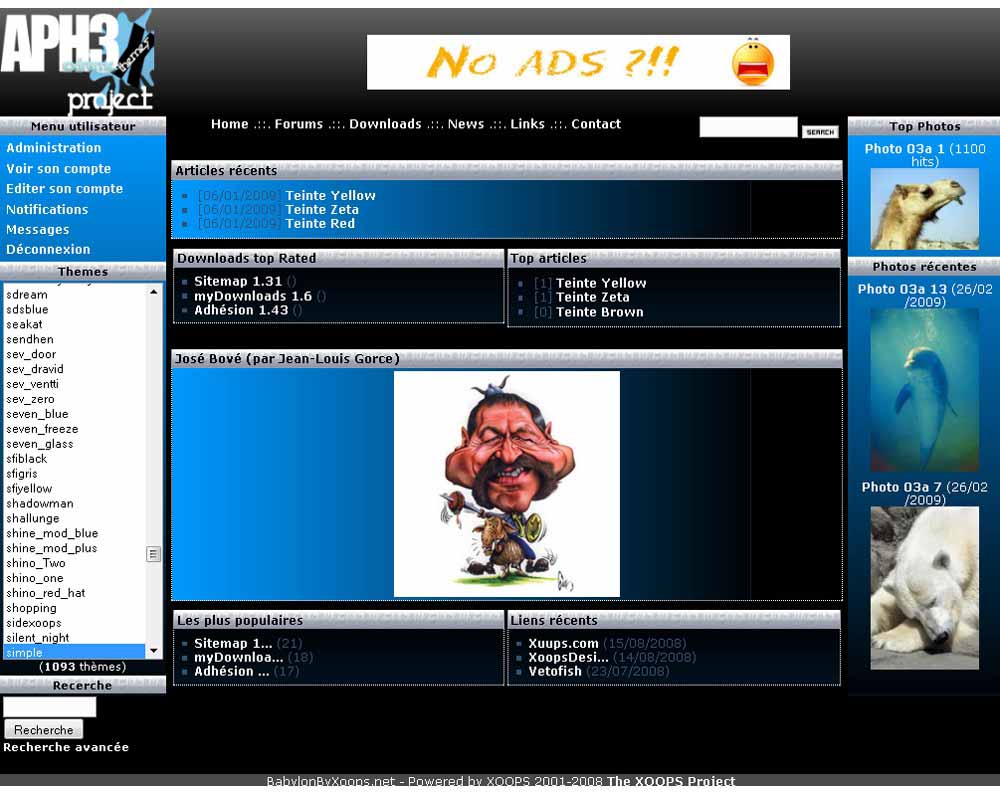 APH3
project
No ADS ?!!
Home .::. Forums .::. Downloads .::. News .::. Links .::. Contact
SEARCH
Menu utilisateur
Administration
Voir son compte
Editer son compte
Notifications
Messages
Déconnexion
Themes
sdream
sdsblue
seakat
sendhen
sev_door
sev_dravid
sev_ventti
sev_zero
seven_blue
seven_freeze
seven_glass
sfiblack
sfigris
sfjyellow
shadowman
shallunge
shine_mod_blue
shine_mod_plus
shino_Two
shino_one
shino_red_hat
shopping
sidexoops
silent_night
simple
(1093 thèmes)
Recerche
Recherche
Recherche avancée
Articles récents
[06/01/2009] Teinte Yellow
[06/01/2009] Teinte Zeta
[06/01/2009] Teinte Red
Downloads top Rated
Sitemap 1.31 ()
myDownloads 1.6 ()
Adhésion 1.43 ()
Top articles
[1] Teinte Yellow
[1] Teinte Zeta
[0] Teinte Brown
José Bové (par Jean-Louis Gorce)
Les plus populaires
Sitemap 1... (21)
myDownloa... (18)
Adhésion ... (17)
Liens récents
Xuups.com (15/08/2008)
XoopsDesi... (14/08/2008)
Vetofish (23/07/2008)
Top Photos
Photo 03a 1 (1100
hits)
Photos récentes
Photo 03a 13 (26/02
/2009)
Photo 03a 7 (26/02
/2009)
BabylonByXoops.net - Powered by XOOPS 2001-2008 The XOOPS Project